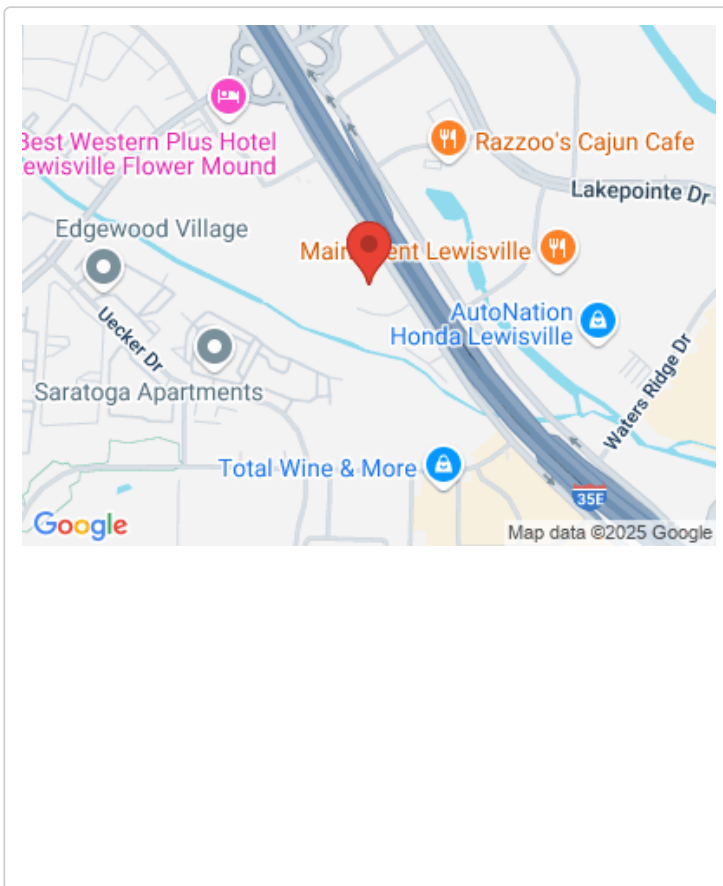 Best Western Plus Hotel
ewisville Flower Mound
Razzoo's Cajun Cafe
Lakepointe Dr
Edgewood Village
Main ent Lewisville
AutoNation
Honda Lewisville
Uecker Dr
Saratoga Apartments
Waters Ridge Dr
Total Wine & More
35E
Google
Map data ©2025 Google